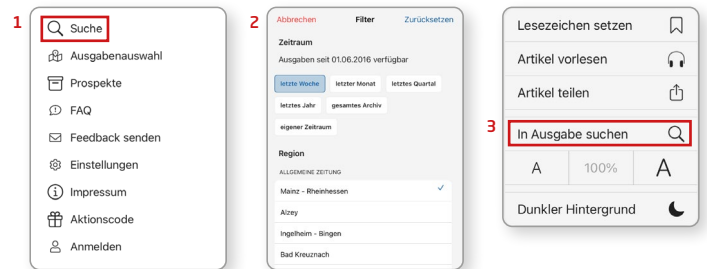 1
Suche
Ausgabenauswahl
Prospekte
FAQ
Feedback senden
Einstellungen
Impressum
Aktionscode
Anmelden
2
Abbrechen Filter Zurücksetzen
Zeitraum
Ausgaben seit 01.06.2016 verfügbar
letzte Woche letzter Monat letztes Quartal
letztes Jahr gesamtes Archiv
eigener Zeitraum
Region
ALLGEMEINE ZEITUNG
Mainz - Rheinhessen
Alzey
Ingelheim - Bingen
Bad Kreuznach
Lesezeichen setzen
Artikel vorlesen
Artikel teilen
3
In Ausgabe suchen
A 100% A
Dunkler Hintergrund